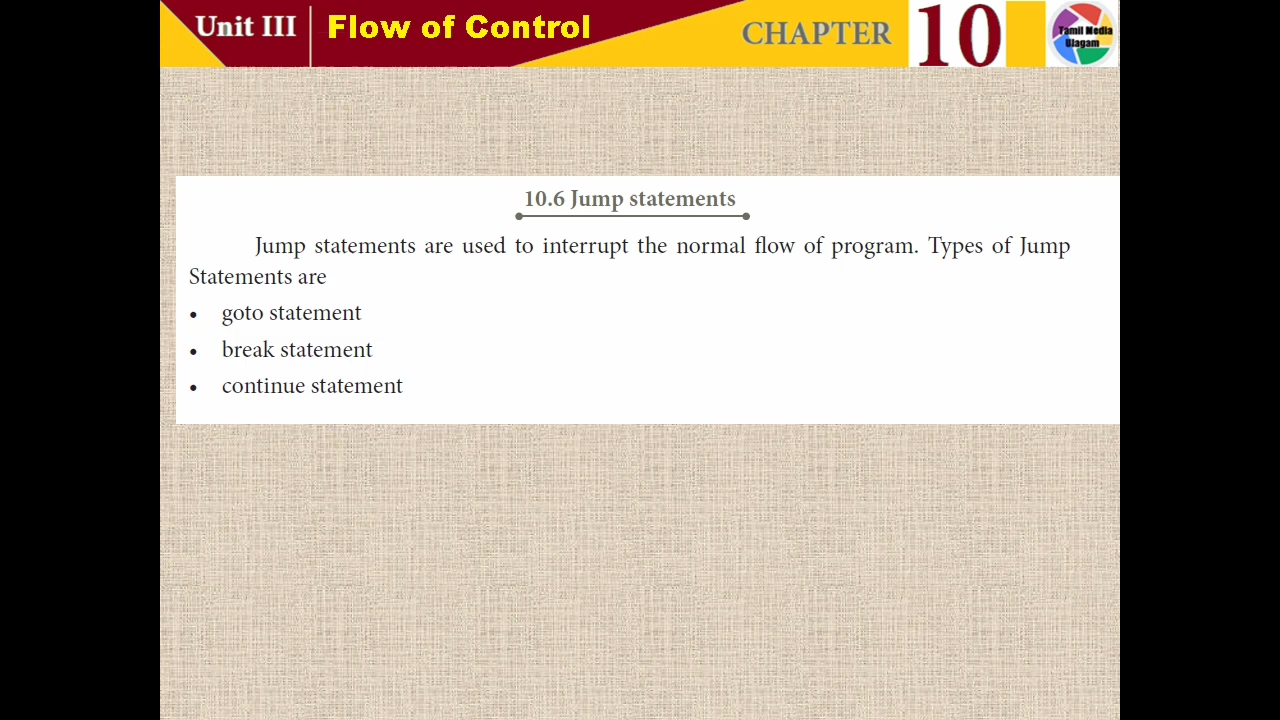 Unit III Flow of Control CHAPTER 10
Tamil Media
Ulagam
10.6 Jump statements
Jump statements are used to interrupt the normal flow of program. Types of Jump
Statements are
• goto statement
• break statement
• continue statement